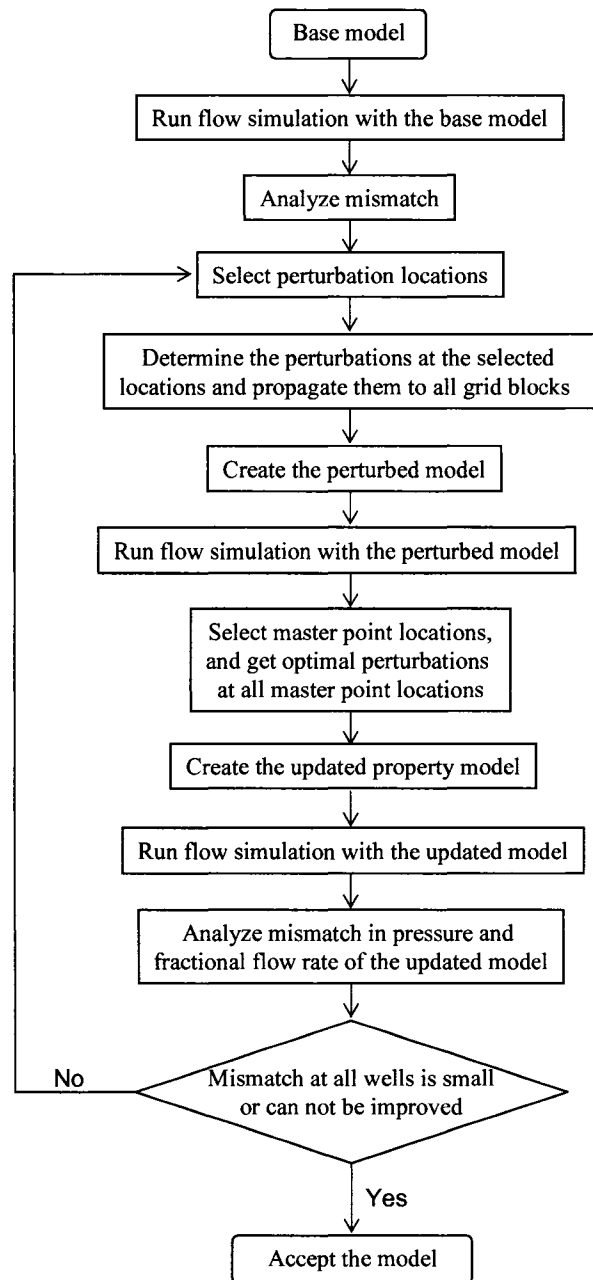 Base model
Run flow simulation with the base model
Analyze mismatch
Select perturbation locations
Determine the perturbations at the selected
locations and propagate them to all grid blocks
Create the perturbed model
Run flow simulation with the perturbed model
Select master point locations,
and get optimal perturbations
at all master point locations
Create the updated property model
Run flow simulation with the updated model
Analyze mismatch in pressure and
fractional flow rate of the updated model
No
Mismatch at all wells is small
or can not be improved
Yes
Accept the model